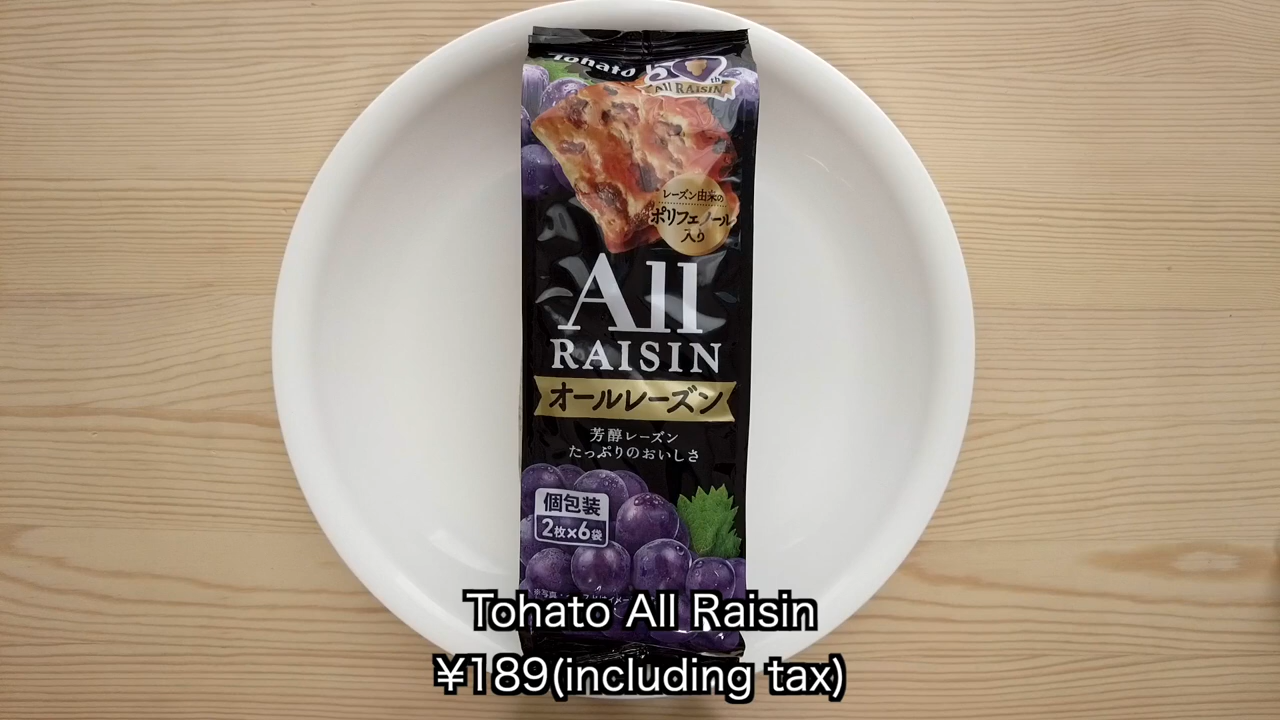 Tohato
50th
All RAISIN
レーズン由来の
ポリフェノール
入り
All
RAISIN
オールレーズン
芳醇レーズン
たっぷりのおいしさ
個包装
2枚×6袋
Tohato All Raisin
¥189(including tax)